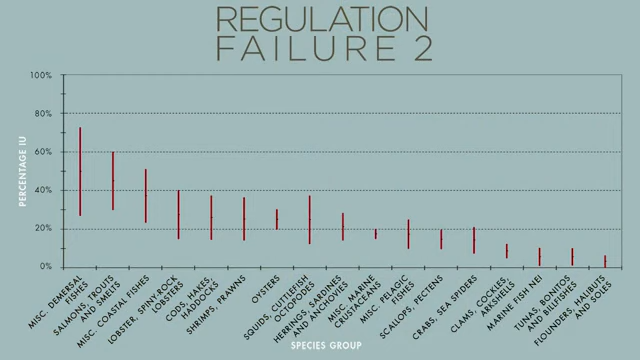 REGULATION
FAILURE 2
PERCENTAGE IU
100%
80%
60%
40%
20%
0%
MISC. DEMERSAL
FISHES
SALMONS, TROUTS
AND SMELTS
MISC. COASTAL FISHES
LOBSTER, SPINY-ROCK
LOBSTERS
CODS, HAKES,
HADDOCKS
SHRIMPS, PRAWNS
OYSTERS
SQUIDS, CUTTLEFISH
OCTOPODES
HERRINGS, SARDINES
AND ANCHOVIES
MISC. MARINE
CRUSTACEANS
MISC. PELAGIC
FISHES
SCALLOPS, PECTENS
CRABS, SEA SPIDERS
CLAMS, COCKLES,
ARKSHELLS
MARINE FISH NEI
TUNAS, BONITOS
AND BILLFISHES
FLOUNDERS, HALIBUTS
AND SOLES
SPECIES GROUP